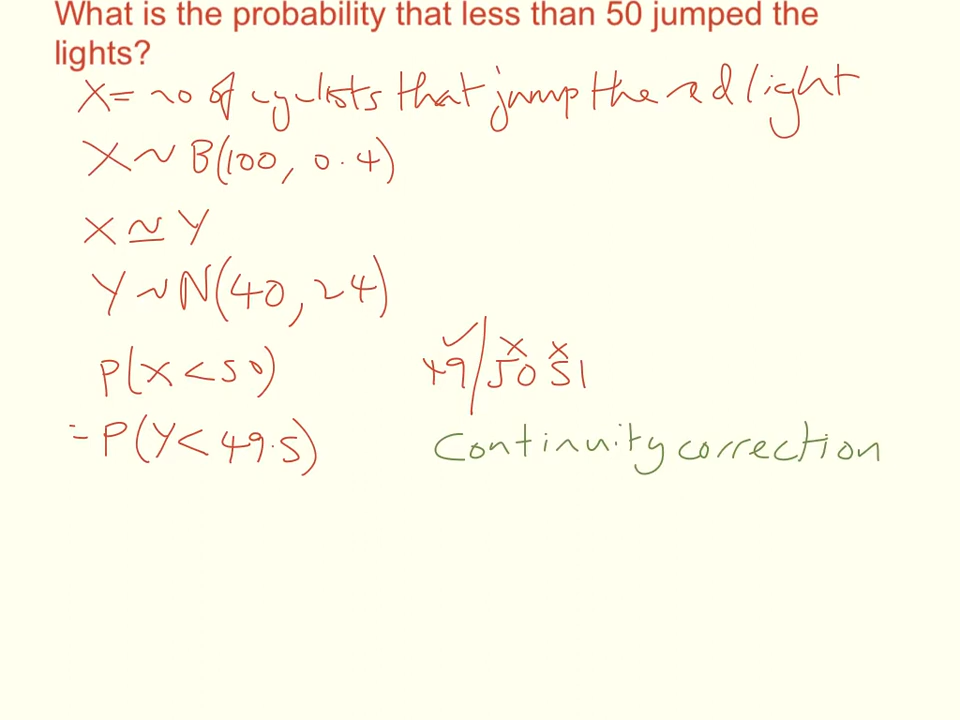 What is the probability that less than 50 jumped the
lights?
X = no of cyclists that jump the red light
X ~ B(100, 0.4)
X ≃ Y
Y ~ N(40, 24)
P(X < 50) 49 / 50 51
= P(Y < 49.5) Continuity correction